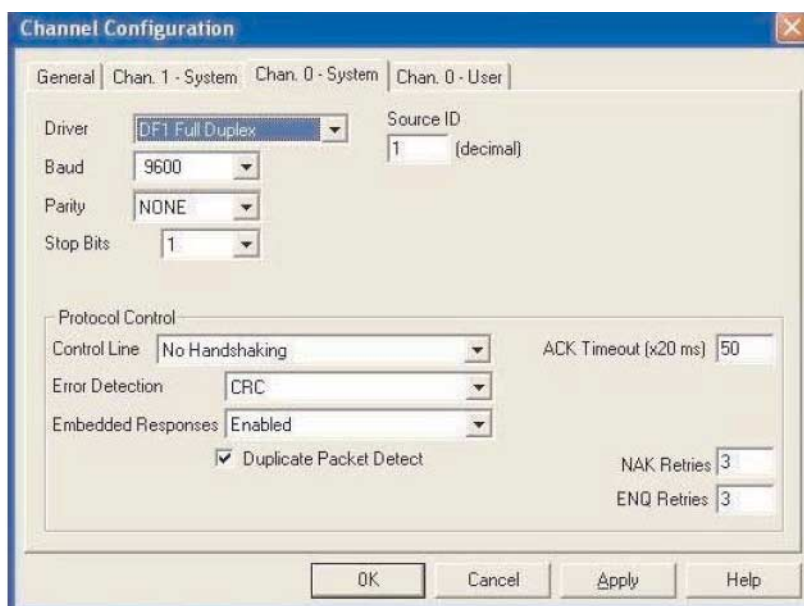 Channel Configuration
General Chan. 1 - System Chan. 0 - System Chan. 0 - User
Driver DF1 Full Duplex
Source ID
1 (decimal)
Baud 9600
Parity NONE
Stop Bits 1
Protocol Control
Control Line No Handshaking
ACK Timeout (x20 ms) 50
Error Detection CRC
Embedded Responses Enabled
Duplicate Packet Detect
NAK Retries 3
ENQ Retries 3
OK Cancel Apply Help